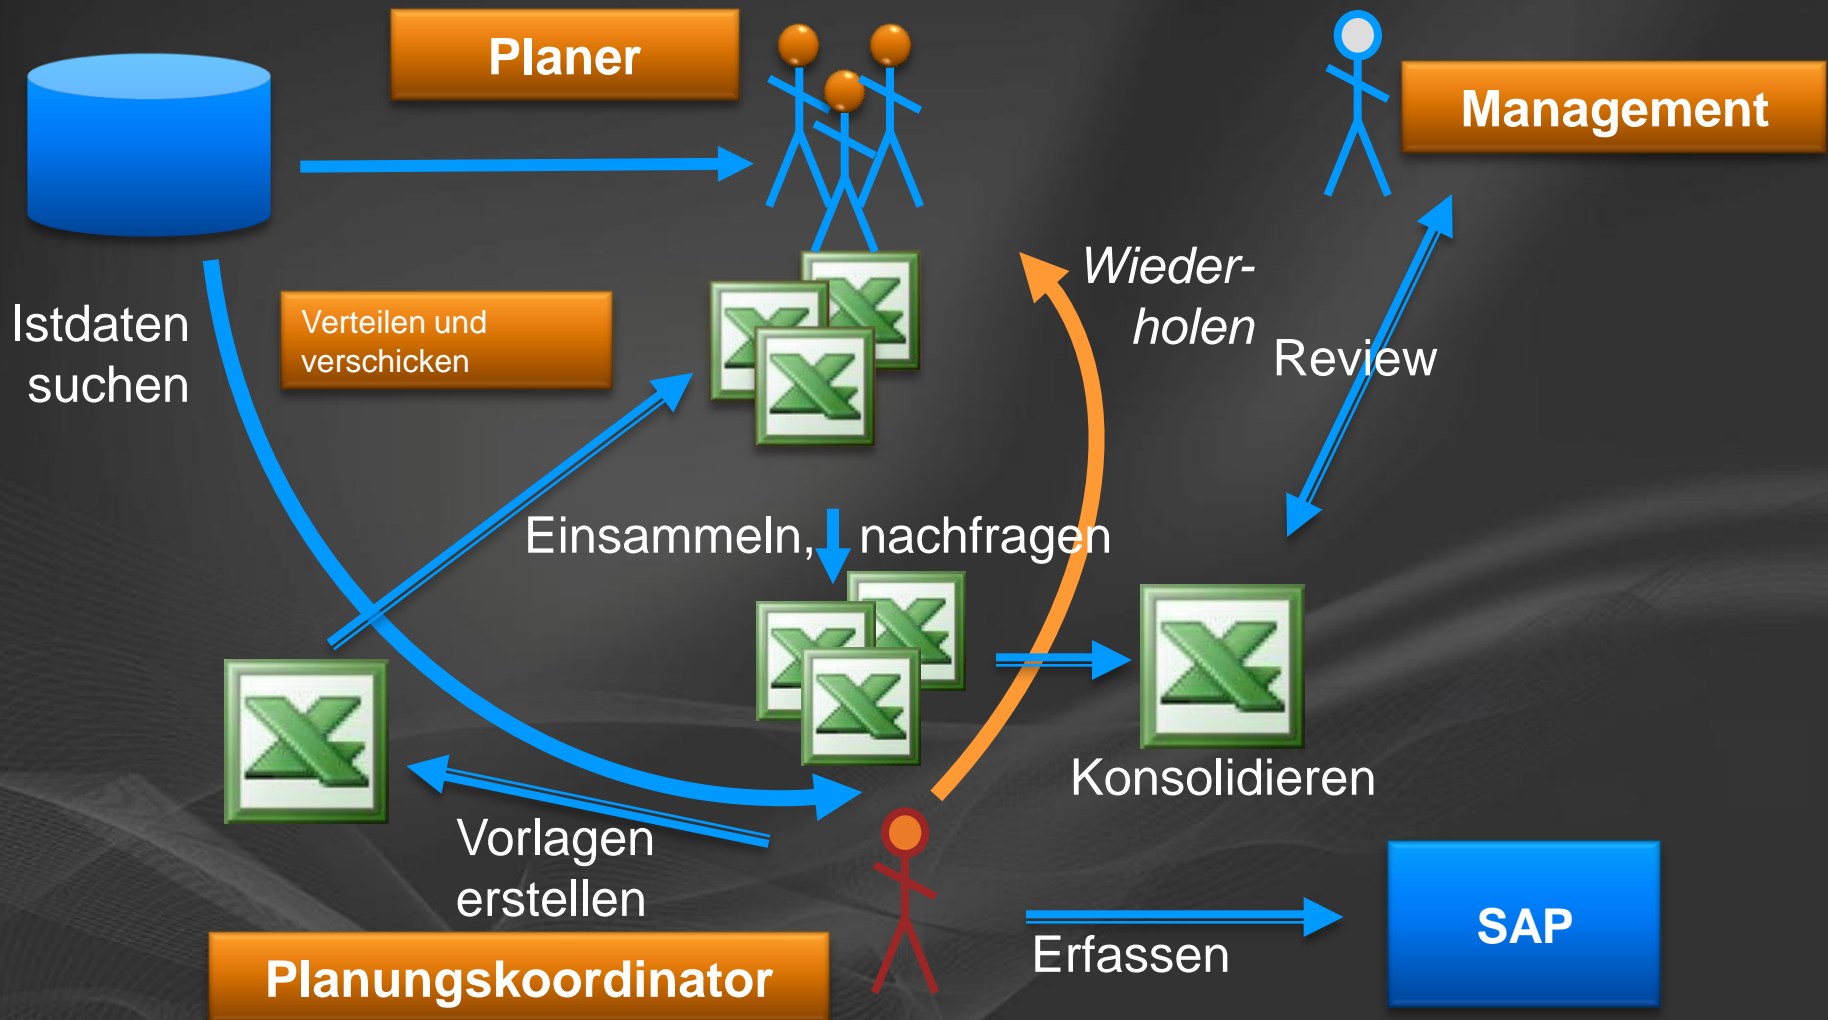 Planer
Management
Istdaten
suchen
Verteilen und
verschicken
Wieder-
holen
Review
Einsammeln, nachfragen
Konsolidieren
Vorlagen
erstellen
Planungskoordinator
Erfassen
SAP